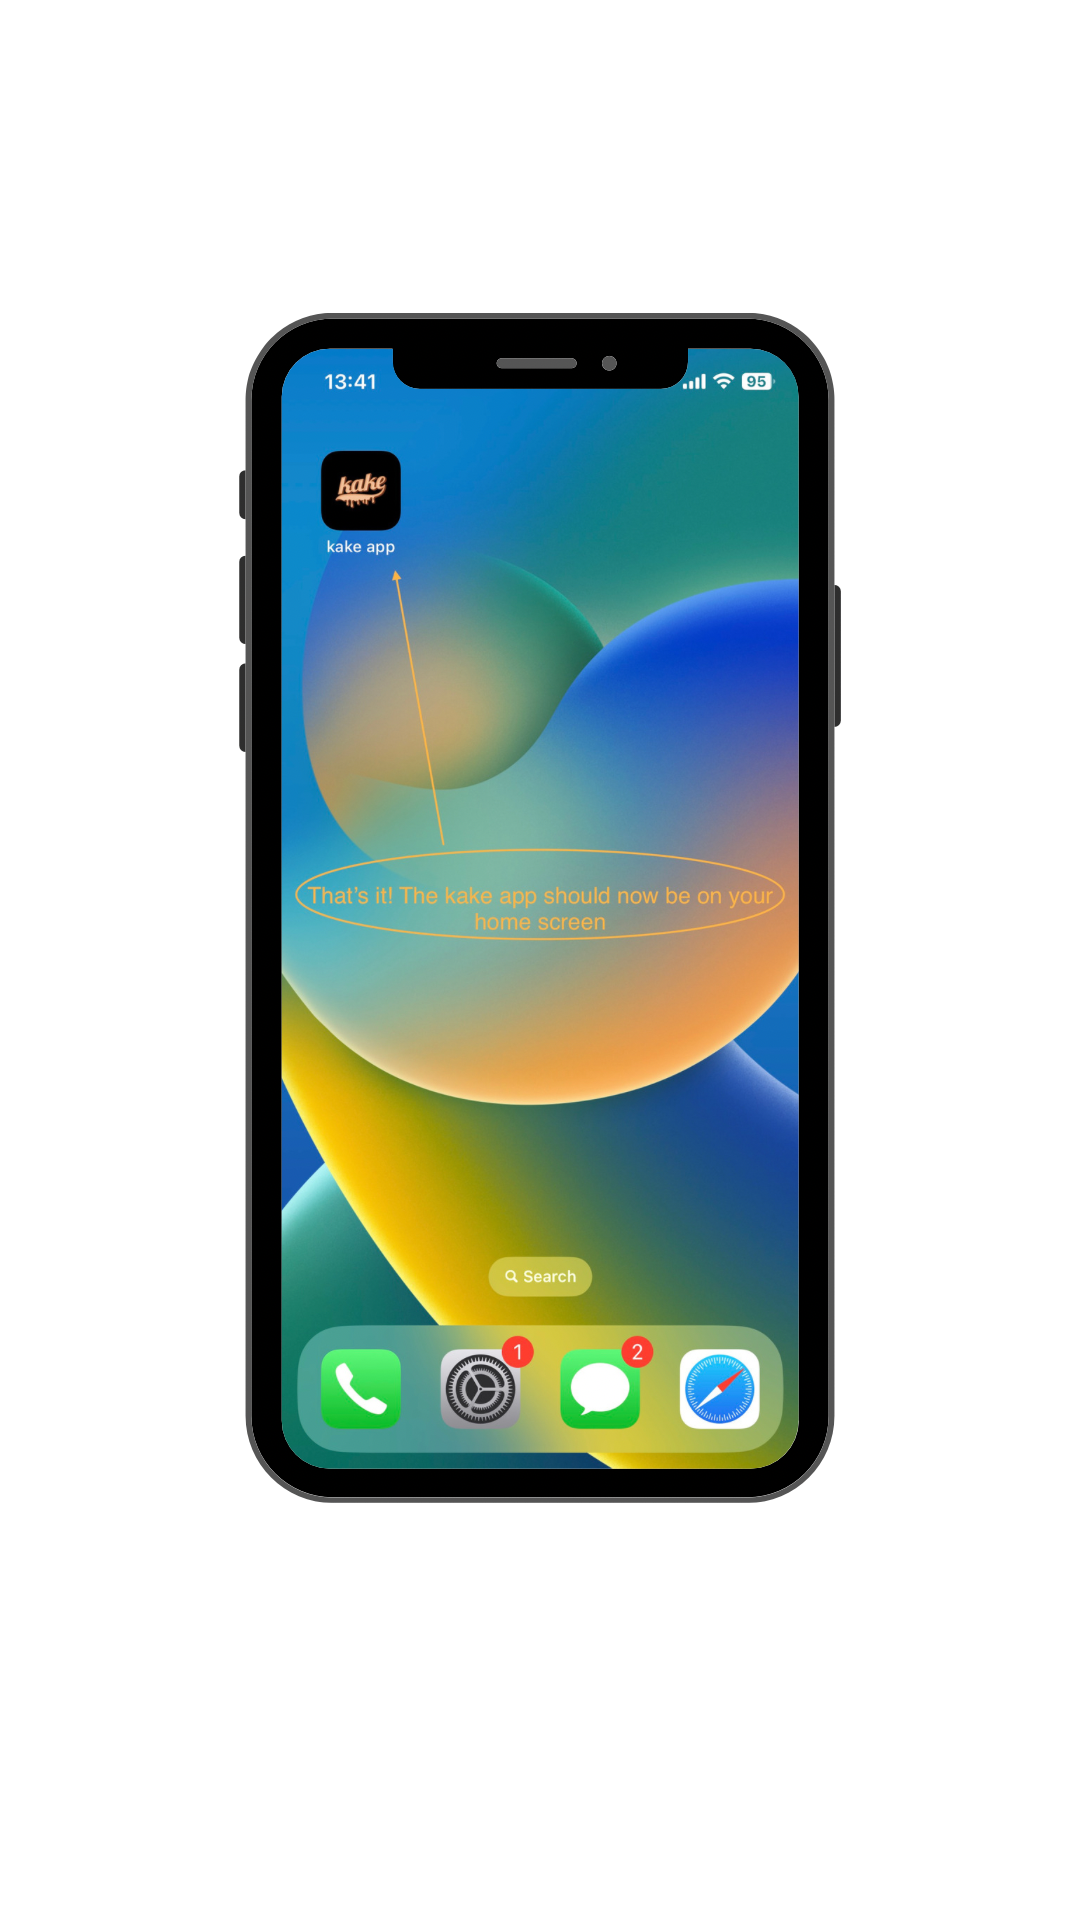 13:41
95
kake
kake app
That's it! The kake app should now be on your
home screen
Search
1
2